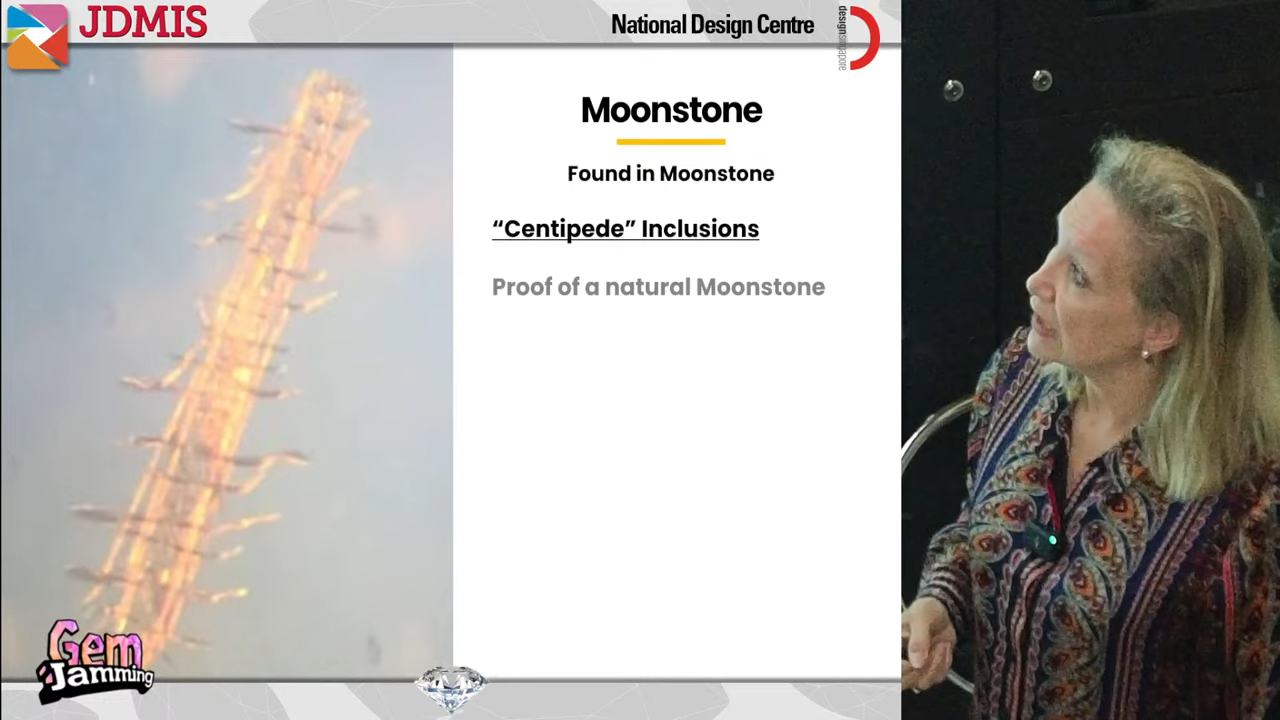 JDMIS
National Design Centre
designsingapore
Moonstone
Found in Moonstone
“Centipede” Inclusions
Proof of a natural Moonstone
Gem
Jamming